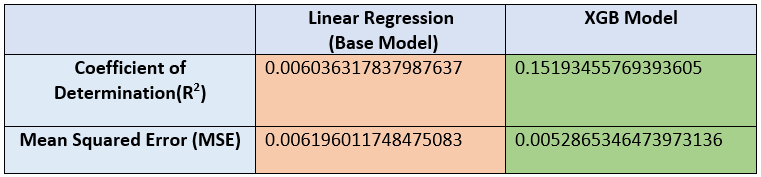 Linear Regression
(Base Model)
XGB Model
Coefficient of
Determination(R²)
0.006036317837987637
0.15193455769393605
Mean Squared Error (MSE)
0.006196011748475083
0.0052865346473973136